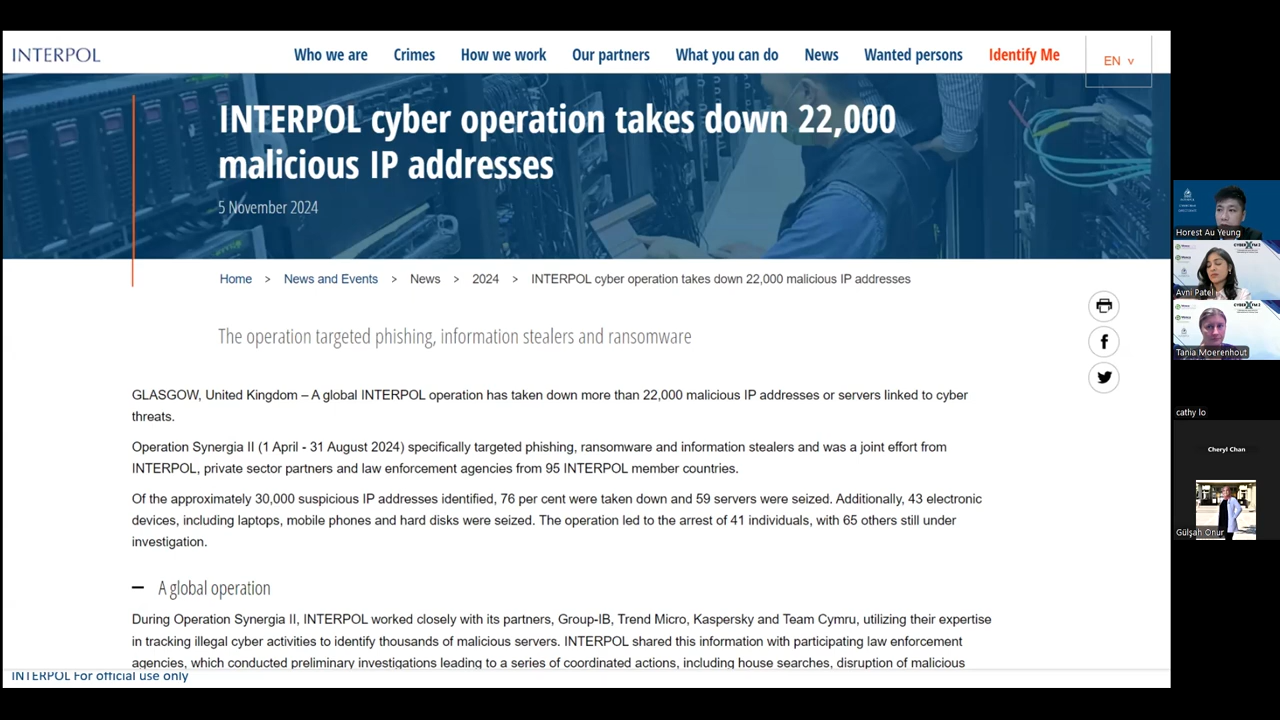 INTERPOL
Who we are
Crimes
How we work
Our partners
What you can do
News
Wanted persons
Identify Me
EN
INTERPOL cyber operation takes down 22,000
malicious IP addresses
5 November 2024
Home > News and Events > News > 2024 > INTERPOL cyber operation takes down 22,000 malicious IP addresses
The operation targeted phishing, information stealers and ransomware
GLASGOW, United Kingdom – A global INTERPOL operation has taken down more than 22,000 malicious IP addresses or servers linked to cyber
threats.
Operation Synergia II (1 April - 31 August 2024) specifically targeted phishing, ransomware and information stealers and was a joint effort from
INTERPOL, private sector partners and law enforcement agencies from 95 INTERPOL member countries.
Of the approximately 30,000 suspicious IP addresses identified, 76 per cent were taken down and 59 servers were seized. Additionally, 43 electronic
devices, including laptops, mobile phones and hard disks were seized. The operation led to the arrest of 41 individuals, with 65 others still under
investigation.
A global operation
During Operation Synergia II, INTERPOL worked closely with its partners, Group-IB, Trend Micro, Kaspersky and Team Cymru, utilizing their expertise
in tracking illegal cyber activities to identify thousands of malicious servers. INTERPOL shared this information with participating law enforcement
agencies, which conducted preliminary investigations leading to a series of coordinated actions, including house searches, disruption of malicious
INTERPOL For official use only
Horest Au Yeung
Avni Patel
Tania Moerenhout
cathy lo
Cheryl Chan
Gülşah Onur